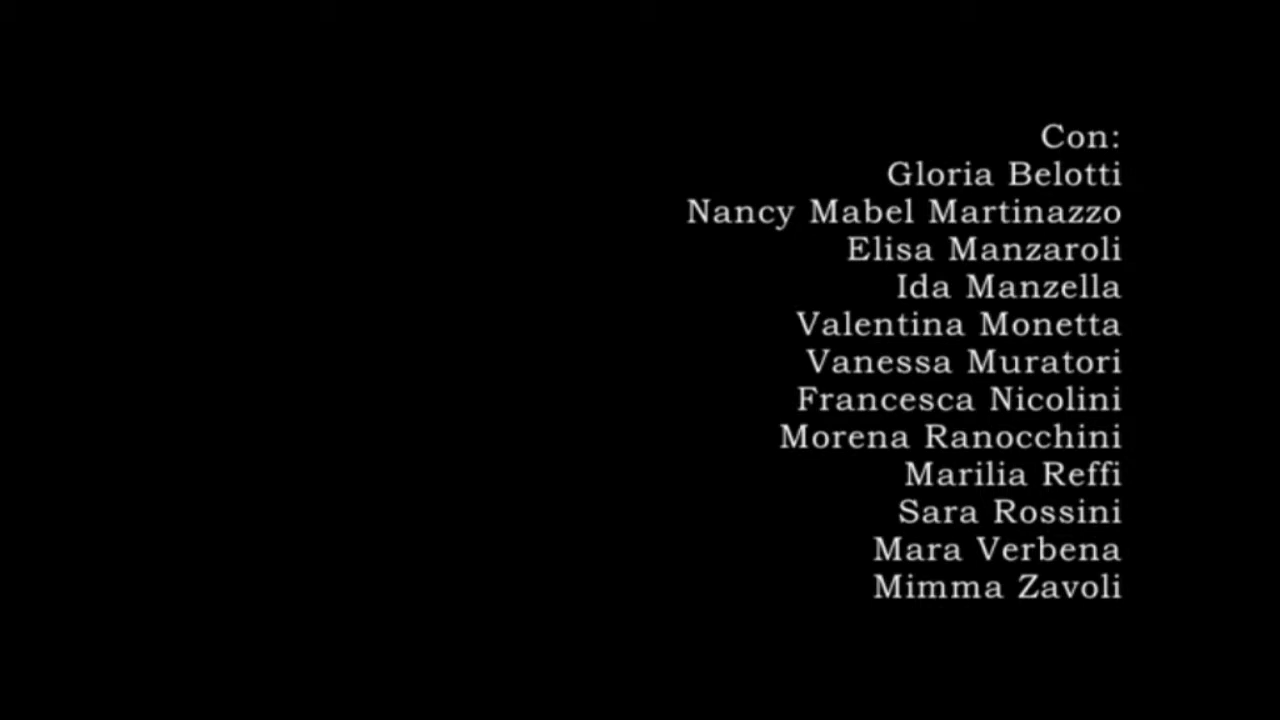 Con:
Gloria Belotti
Nancy Mabel Martinazzo
Elisa Manzaroli
Ida Manzella
Valentina Monetta
Vanessa Muratori
Francesca Nicolini
Morena Ranocchini
Marilia Reffi
Sara Rossini
Mara Verbena
Mimma Zavoli